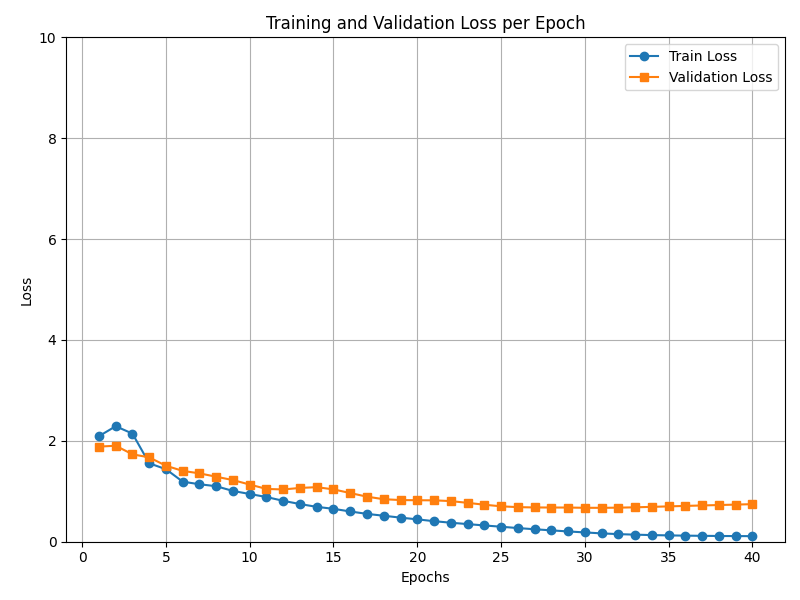 Training and Validation Loss per Epoch
Train Loss
Validation Loss
10
8
6
4
2
0
Loss
0 5 10 15 20 25 30 35 40
Epochs